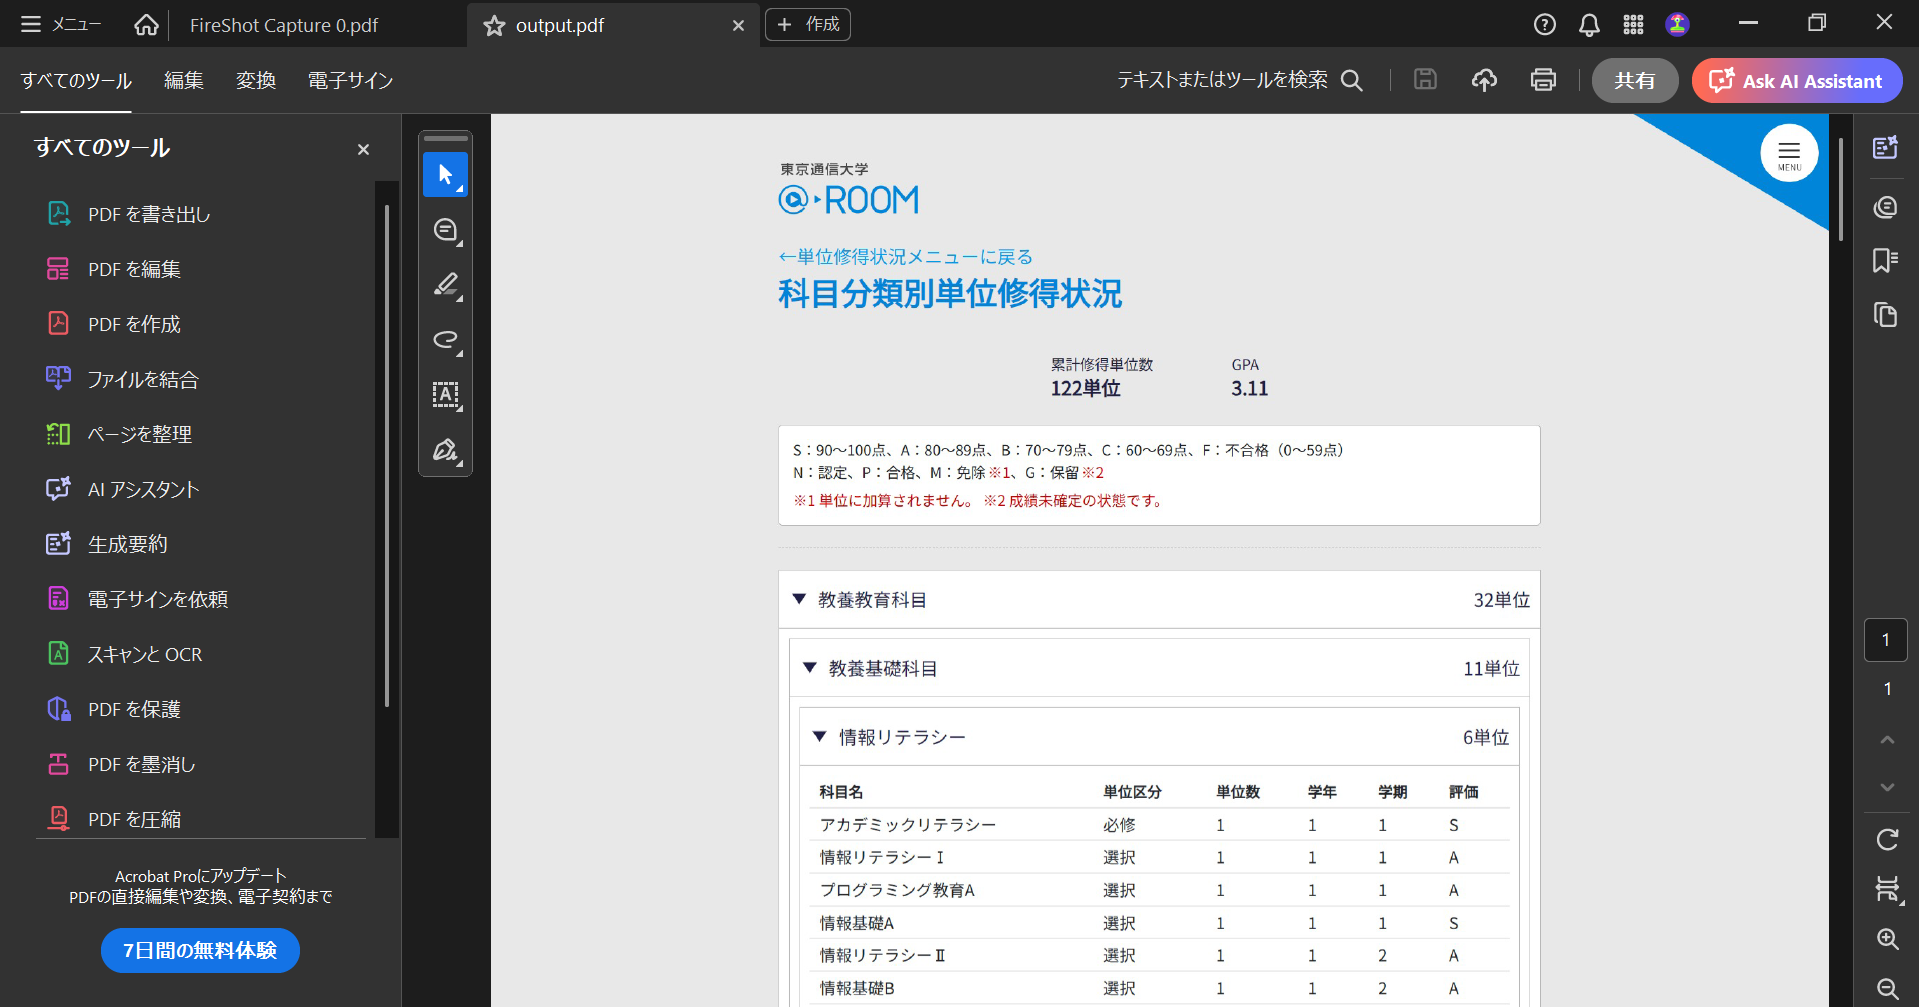 メニュー
FireShot Capture 0.pdf
output.pdf
作成
すべてのツール
編集
変換
電子サイン
テキストまたはツールを検索
共有
Ask AI Assistant
すべてのツール
PDF を書き出し
PDF を編集
PDF を作成
ファイルを結合
ページを整理
AI アシスタント
生成要約
電子サインを依頼
スキャンと OCR
PDF を保護
PDF を墨消し
PDF を圧縮
Acrobat Proにアップデート
PDFの直接編集や変換、電子契約まで
7日間の無料体験
東京通信大学
@ROOM
MENU
←単位修得状況メニューに戻る
科目分類別単位修得状況
累計修得単位数 GPA
122単位 3.11
S：90～100点、A：80～89点、B：70～79点、C：60～69点、F：不合格（0～59点）
N：認定、P：合格、M：免除※1、G：保留※2
※1 単位に加算されません。 ※2 成績未確定の状態です。
▼ 教養教育科目 32単位
▼ 教養基礎科目 11単位
▼ 情報リテラシー 6単位
科目名 単位区分 単位数 学年 学期 評価
アカデミックリテラシー 必修 1 1 1 S
情報リテラシーⅠ 選択 1 1 1 A
プログラミング教育A 選択 1 1 1 A
情報基礎A 選択 1 1 1 S
情報リテラシーⅡ 選択 1 1 2 A
情報基礎B 選択 1 1 2 A
1
1